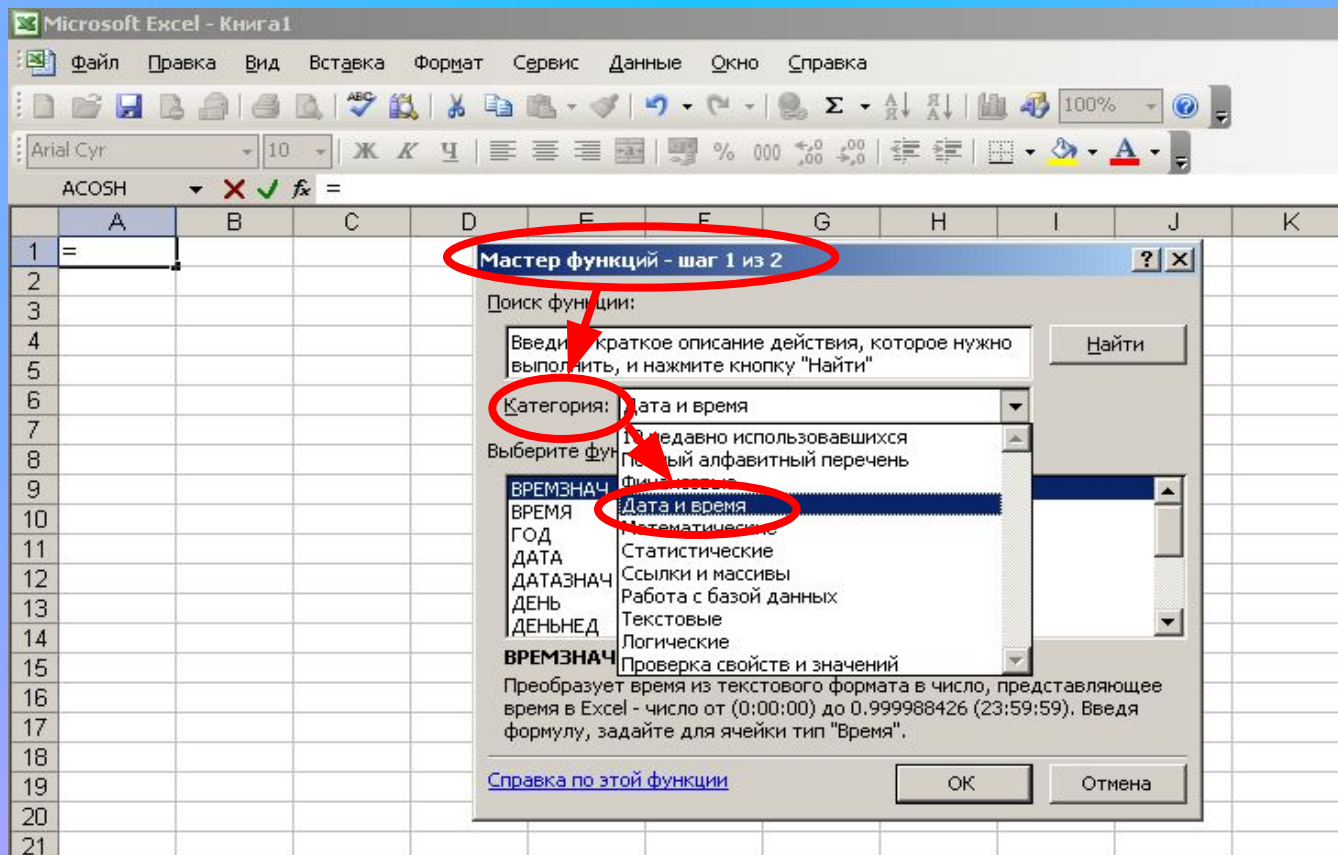 Microsoft Excel - Книга1
Файл Правка Вид Вставка Формат Сервис Данные Окно Справка
ABC Σ А Я Я А 100% ?
Arial Cyr 10 Ж К Ч % 000 ,00 ,00 A
ACOSH fx =
A B C D E F G H I J K
1 =
2
3
4
5
6
7
8
9
10
11
12
13
14
15
16
17
18
19
20
21
Мастер функций - шаг 1 из 2
Поиск функции:
краткое описание действия, которое нужно
выполнить, и нажмите кнопку "Найти"
Найти
Категория: Дата и время
10 недавно использовавшихся
Выберите
алфавитный перечень
Финансовые
Дата и время
Математические
Статистические
Ссылки и массивы
Работа с базой данных
Текстовые
Логические
Проверка свойств и значений
ВРЕМЗНАЧ
ВРЕМЯ
ГОД
ДАТА
ДАТАЗНАЧ
ДЕНЬ
ДЕНЬНЕД
ВРЕМЗНАЧ
Преобразует время из текстового формата в число, представляющее
время в Excel - число от (0:00:00) до 0.999988426 (23:59:59). Введя
формулу, задайте для ячейки тип "Время".
Справка по этой функции
ОК
Отмена